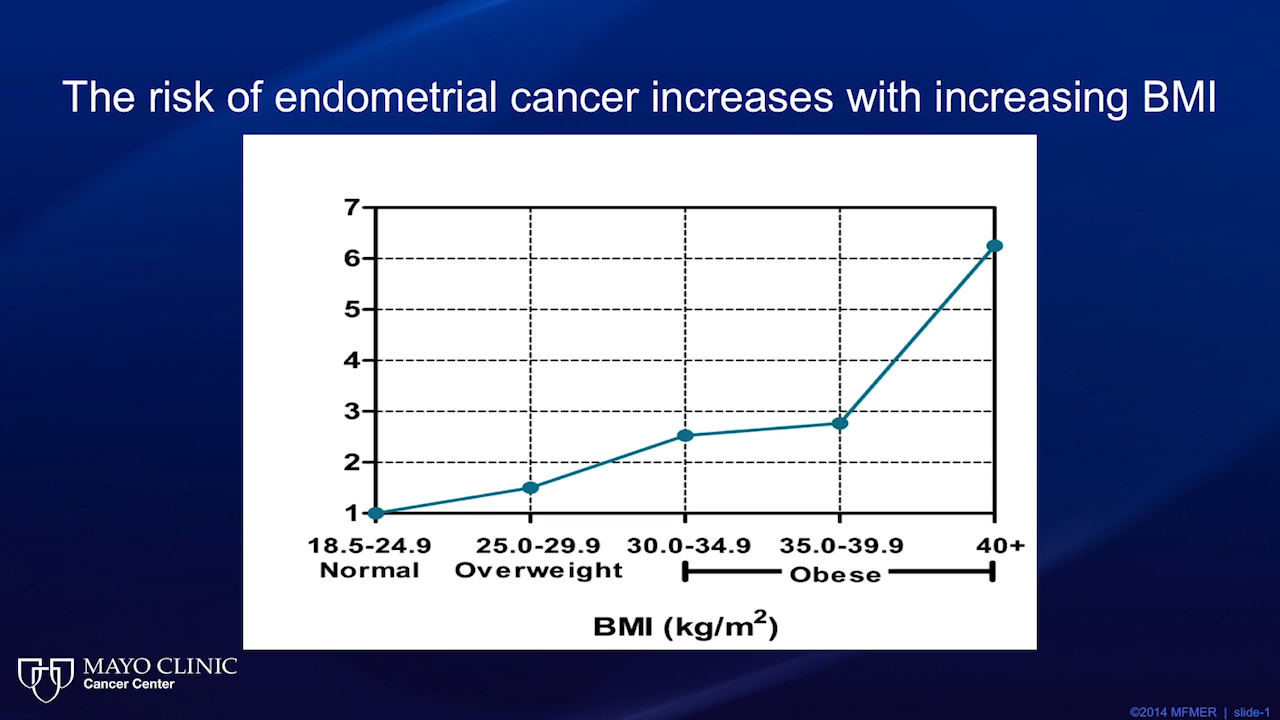 The risk of endometrial cancer increases with increasing BMI
7
6
5
4
3
2
1
18.5-24.9 25.0-29.9 30.0-34.9 35.0-39.9 40+
Normal Overweight Obese
BMI (kg/m²)
MAYO CLINIC
Cancer Center
©2014 MFMER | slide-1